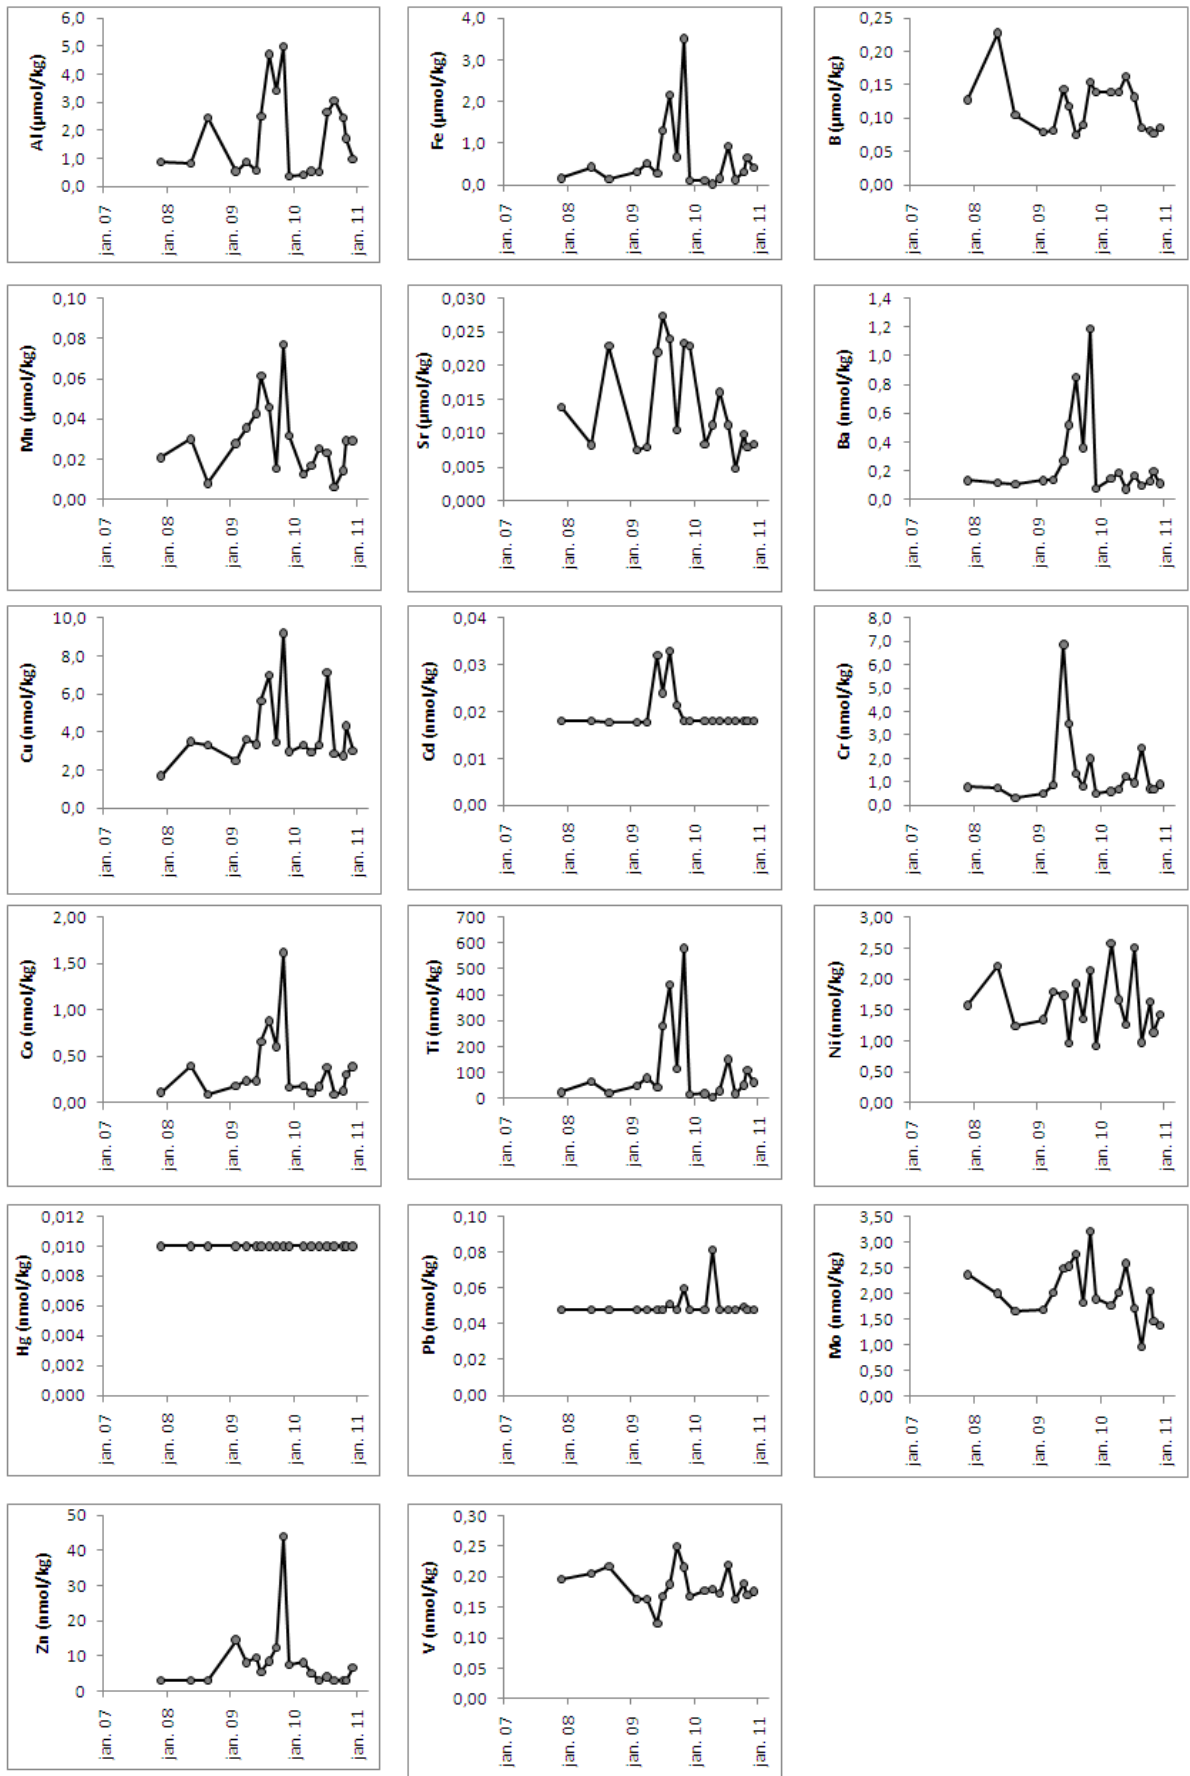 Al (µmol/kg)
6,0
5,0
4,0
3,0
2,0
1,0
0,0
jan. 07
jan. 08
jan. 09
jan. 10
jan. 11
Fe (µmol/kg)
4,0
3,0
2,0
1,0
0,0
jan. 07
jan. 08
jan. 09
jan. 10
jan. 11
B (µmol/kg)
0,25
0,20
0,15
0,10
0,05
0,00
jan. 07
jan. 08
jan. 09
jan. 10
jan. 11
Mn (µmol/kg)
0,10
0,08
0,06
0,04
0,02
0,00
jan. 07
jan. 08
jan. 09
jan. 10
jan. 11
Sr (µmol/kg)
0,030
0,025
0,020
0,015
0,010
0,005
0,000
jan. 07
jan. 08
jan. 09
jan. 10
jan. 11
Ba (nmol/kg)
1,4
1,2
1,0
0,8
0,6
0,4
0,2
0,0
jan. 07
jan. 08
jan. 09
jan. 10
jan. 11
Cu (nmol/kg)
10,0
8,0
6,0
4,0
2,0
0,0
jan. 07
jan. 08
jan. 09
jan. 10
jan. 11
Cd (nmol/kg)
0,04
0,03
0,02
0,01
0,00
jan. 07
jan. 08
jan. 09
jan. 10
jan. 11
Cr (nmol/kg)
8,0
7,0
6,0
5,0
4,0
3,0
2,0
1,0
0,0
jan. 07
jan. 08
jan. 09
jan. 10
jan. 11
Co (nmol/kg)
2,00
1,50
1,00
0,50
0,00
jan. 07
jan. 08
jan. 09
jan. 10
jan. 11
Ti (nmol/kg)
700
600
500
400
300
200
100
0
jan. 07
jan. 08
jan. 09
jan. 10
jan. 11
Ni (nmol/kg)
3,00
2,50
2,00
1,50
1,00
0,50
0,00
jan. 07
jan. 08
jan. 09
jan. 10
jan. 11
Hg (nmol/kg)
0,012
0,010
0,008
0,006
0,004
0,002
0,000
jan. 07
jan. 08
jan. 09
jan. 10
jan. 11
Pb (nmol/kg)
0,10
0,08
0,06
0,04
0,02
0,00
jan. 07
jan. 08
jan. 09
jan. 10
jan. 11
Mo (nmol/kg)
3,50
3,00
2,50
2,00
1,50
1,00
0,50
0,00
jan. 07
jan. 08
jan. 09
jan. 10
jan. 11
Zn (nmol/kg)
50
40
30
20
10
0
jan. 07
jan. 08
jan. 09
jan. 10
jan. 11
V (nmol/kg)
0,30
0,25
0,20
0,15
0,10
0,05
0,00
jan. 07
jan. 08
jan. 09
jan. 10
jan. 11